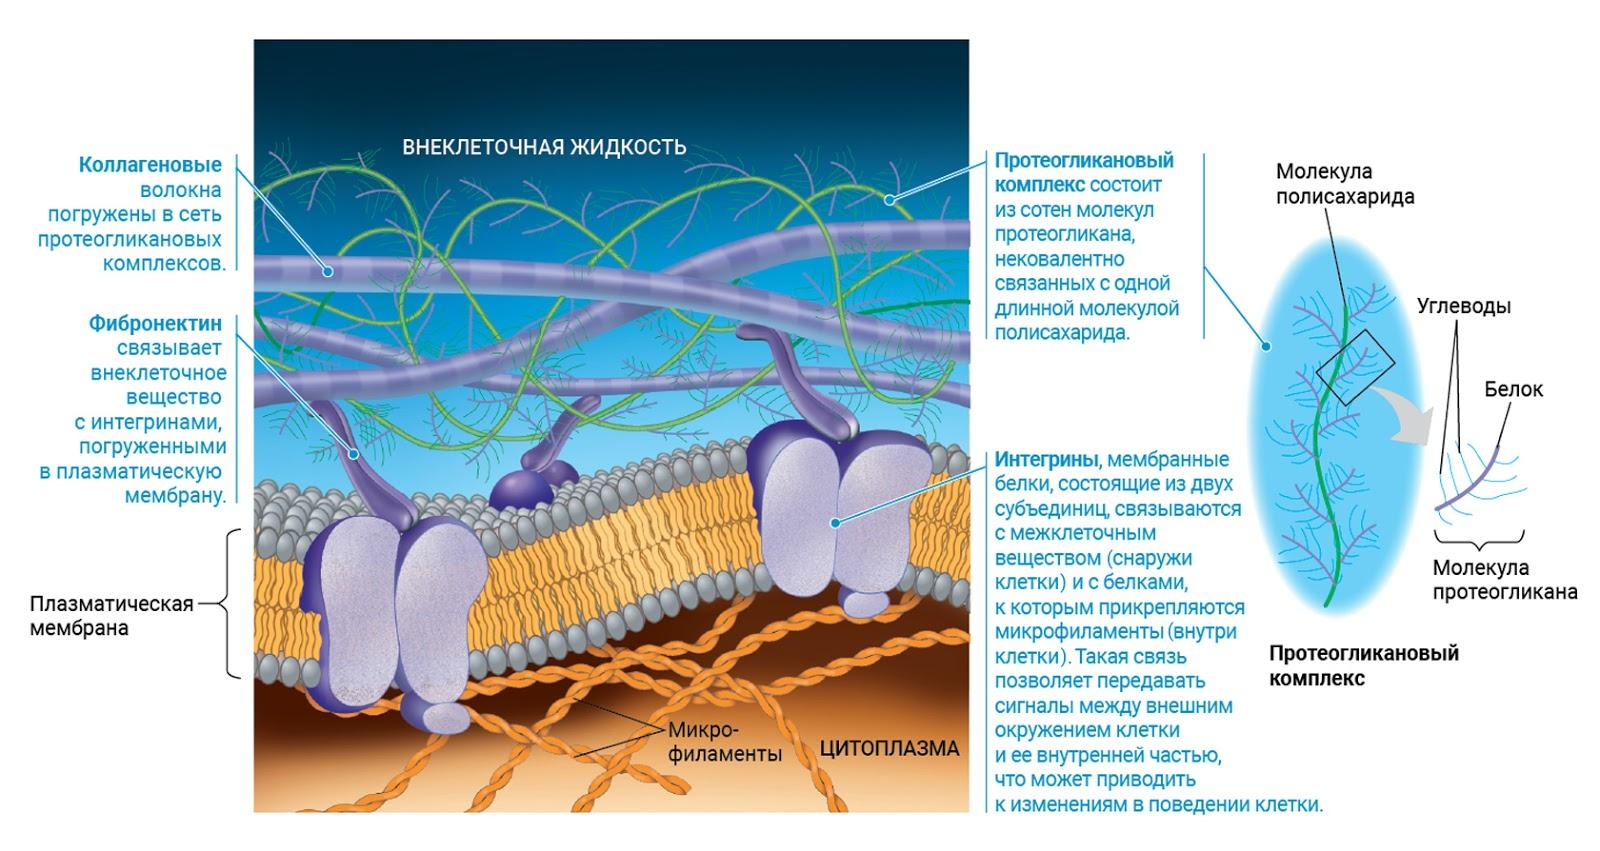 ВНЕКЛЕТОЧНАЯ ЖИДКОСТЬ
Коллагеновые
волокна
погружены в сеть
протеогликановых
комплексов.
Фибронектин
связывает
внеклеточное
вещество
с интегринами,
погруженными
в плазматическую
мембрану.
Плазматическая
мембрана
Микро-
филаменты
ЦИТОПЛАЗМА
Протеогликановый
комплекс состоит
из сотен молекул
протеогликана,
нековалентно
связанных с одной
длинной молекулой
полисахарида.
Интегрины, мембранные
белки, состоящие из двух
субъединиц, связываются
с межклеточным
веществом (снаружи
клетки) и с белками,
к которым прикрепляются
микрофиламенты (внутри
клетки). Такая связь
позволяет передавать
сигналы между внешним
окружением клетки
и ее внутренней частью,
что может приводить
к изменениям в поведении клетки.
Молекула
полисахарида
Углеводы
Белок
Молекула
протеогликана
Протеогликановый
комплекс